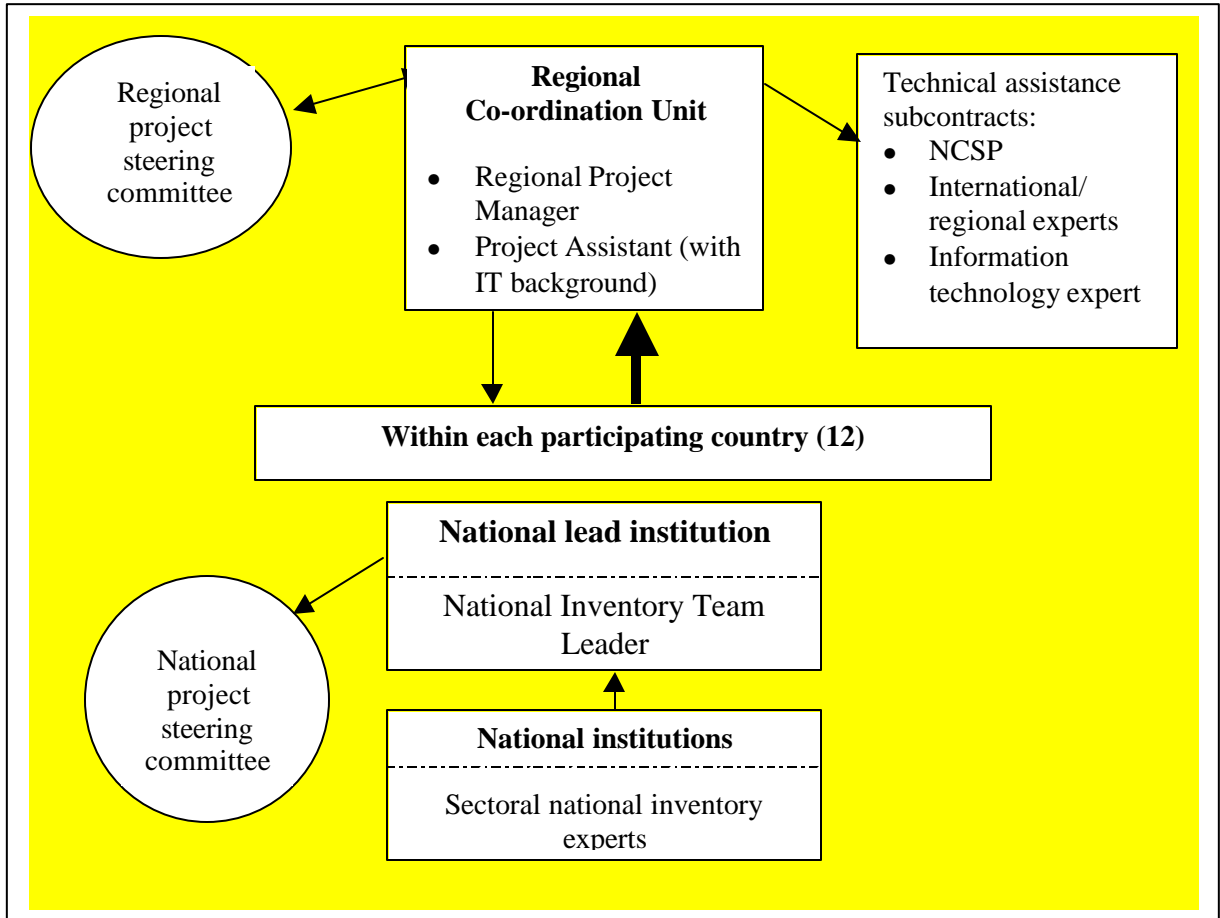 Regional
project
steering
committee
Regional
Co-ordination Unit
● Regional Project
Manager
● Project Assistant (with
IT background)
Technical assistance
subcontracts:
● NCSP
● International/
regional experts
● Information
technology expert
Within each participating country (12)
National lead institution
National Inventory Team
Leader
National
project
steering
committee
National institutions
Sectoral national inventory
experts